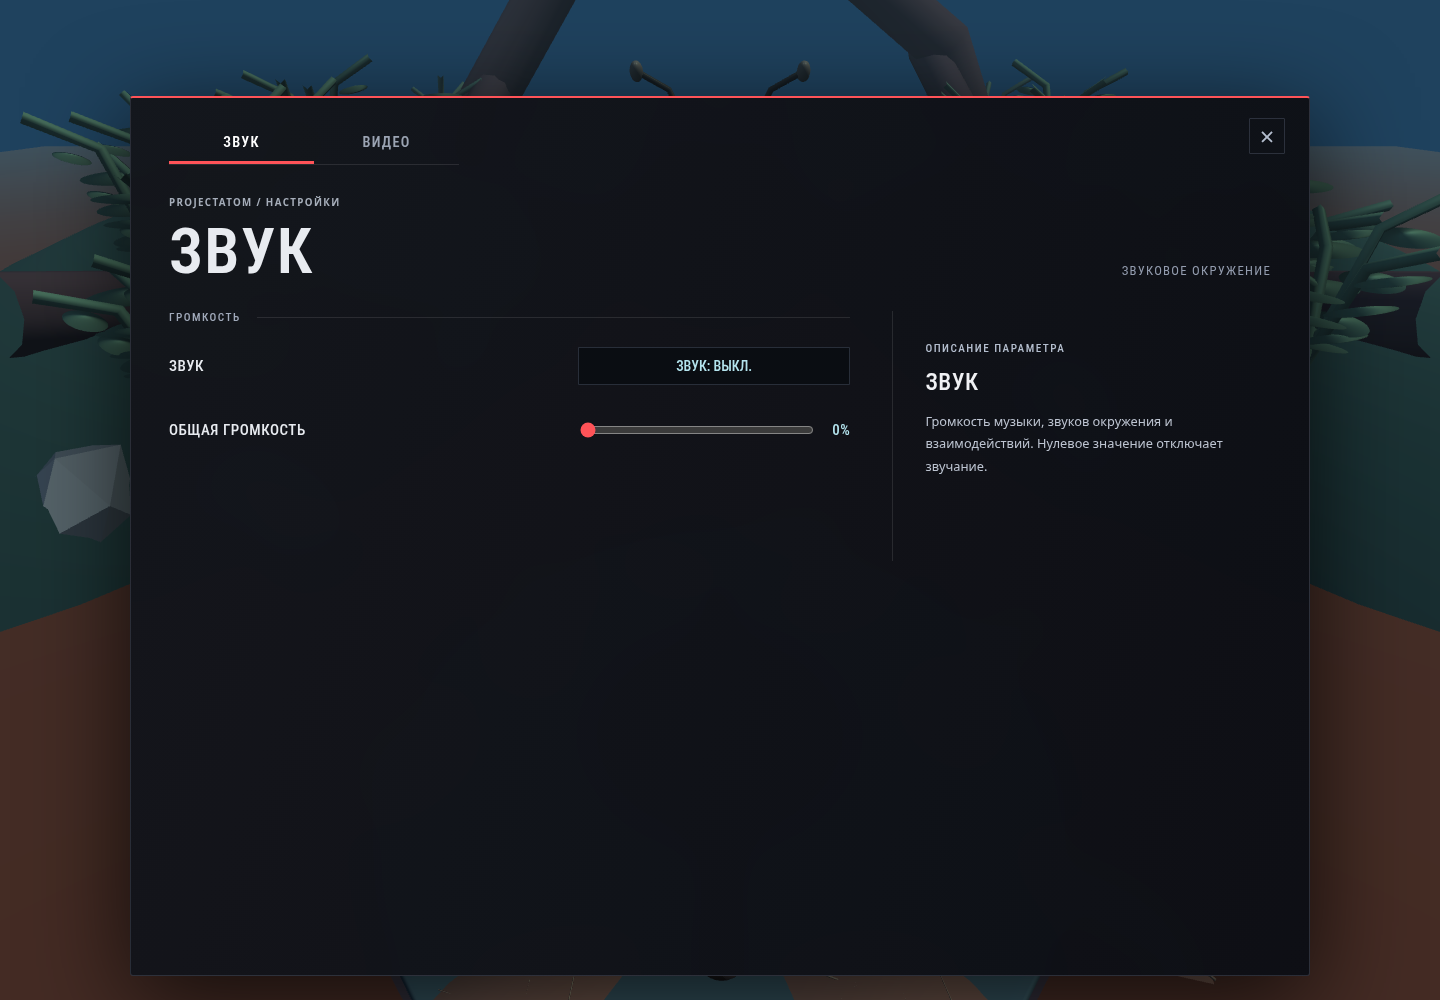 ЗВУК
ВИДЕО
PROJECTATOM / НАСТРОЙКИ
ЗВУК
ЗВУКОВОЕ ОКРУЖЕНИЕ
ГРОМКОСТЬ
ЗВУК
ЗВУК: ВЫКЛ.
ОБЩАЯ ГРОМКОСТЬ
0%
ОПИСАНИЕ ПАРАМЕТРА
ЗВУК
Громкость музыки, звуков окружения и
взаимодействий. Нулевое значение отключает
звучание.